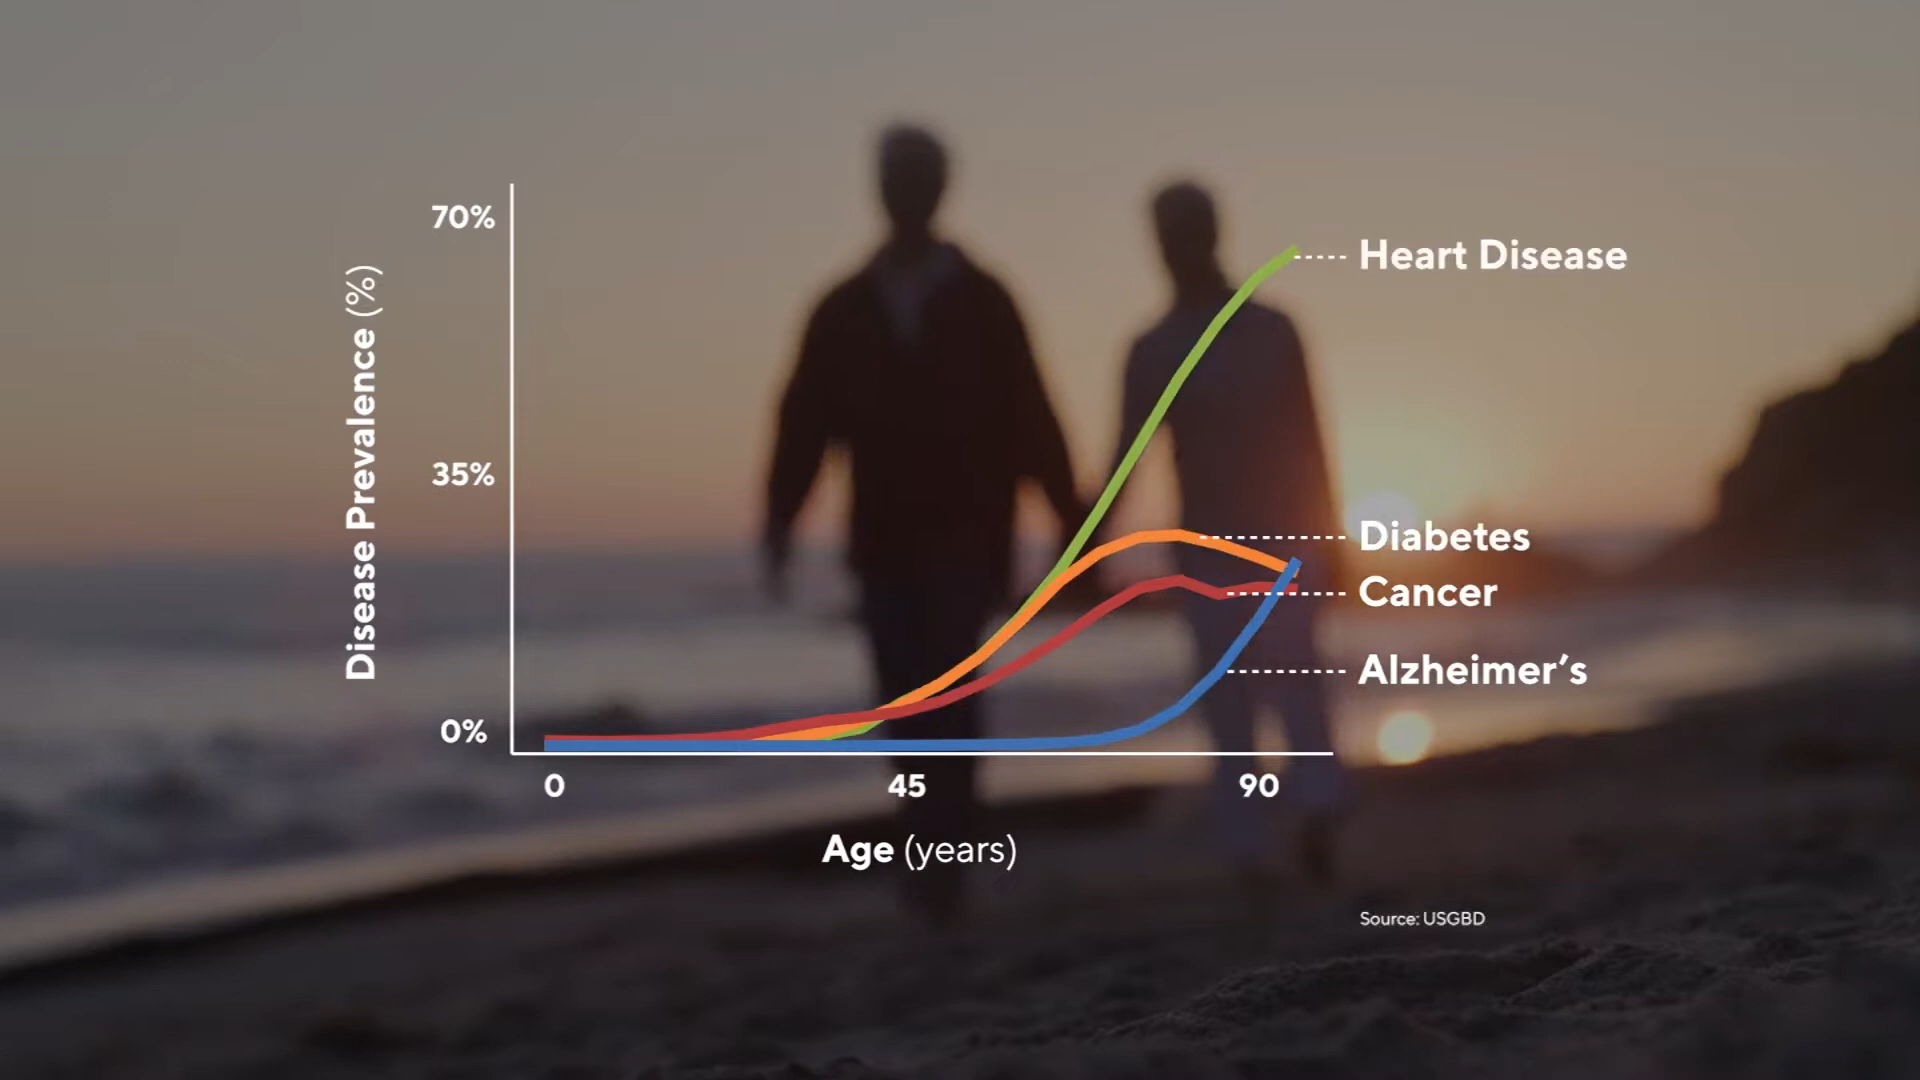 70%
Heart Disease
Disease Prevalence (%)
35%
Diabetes
Cancer
Alzheimer’s
0%
0
45
90
Age (years)
Source: USGBD